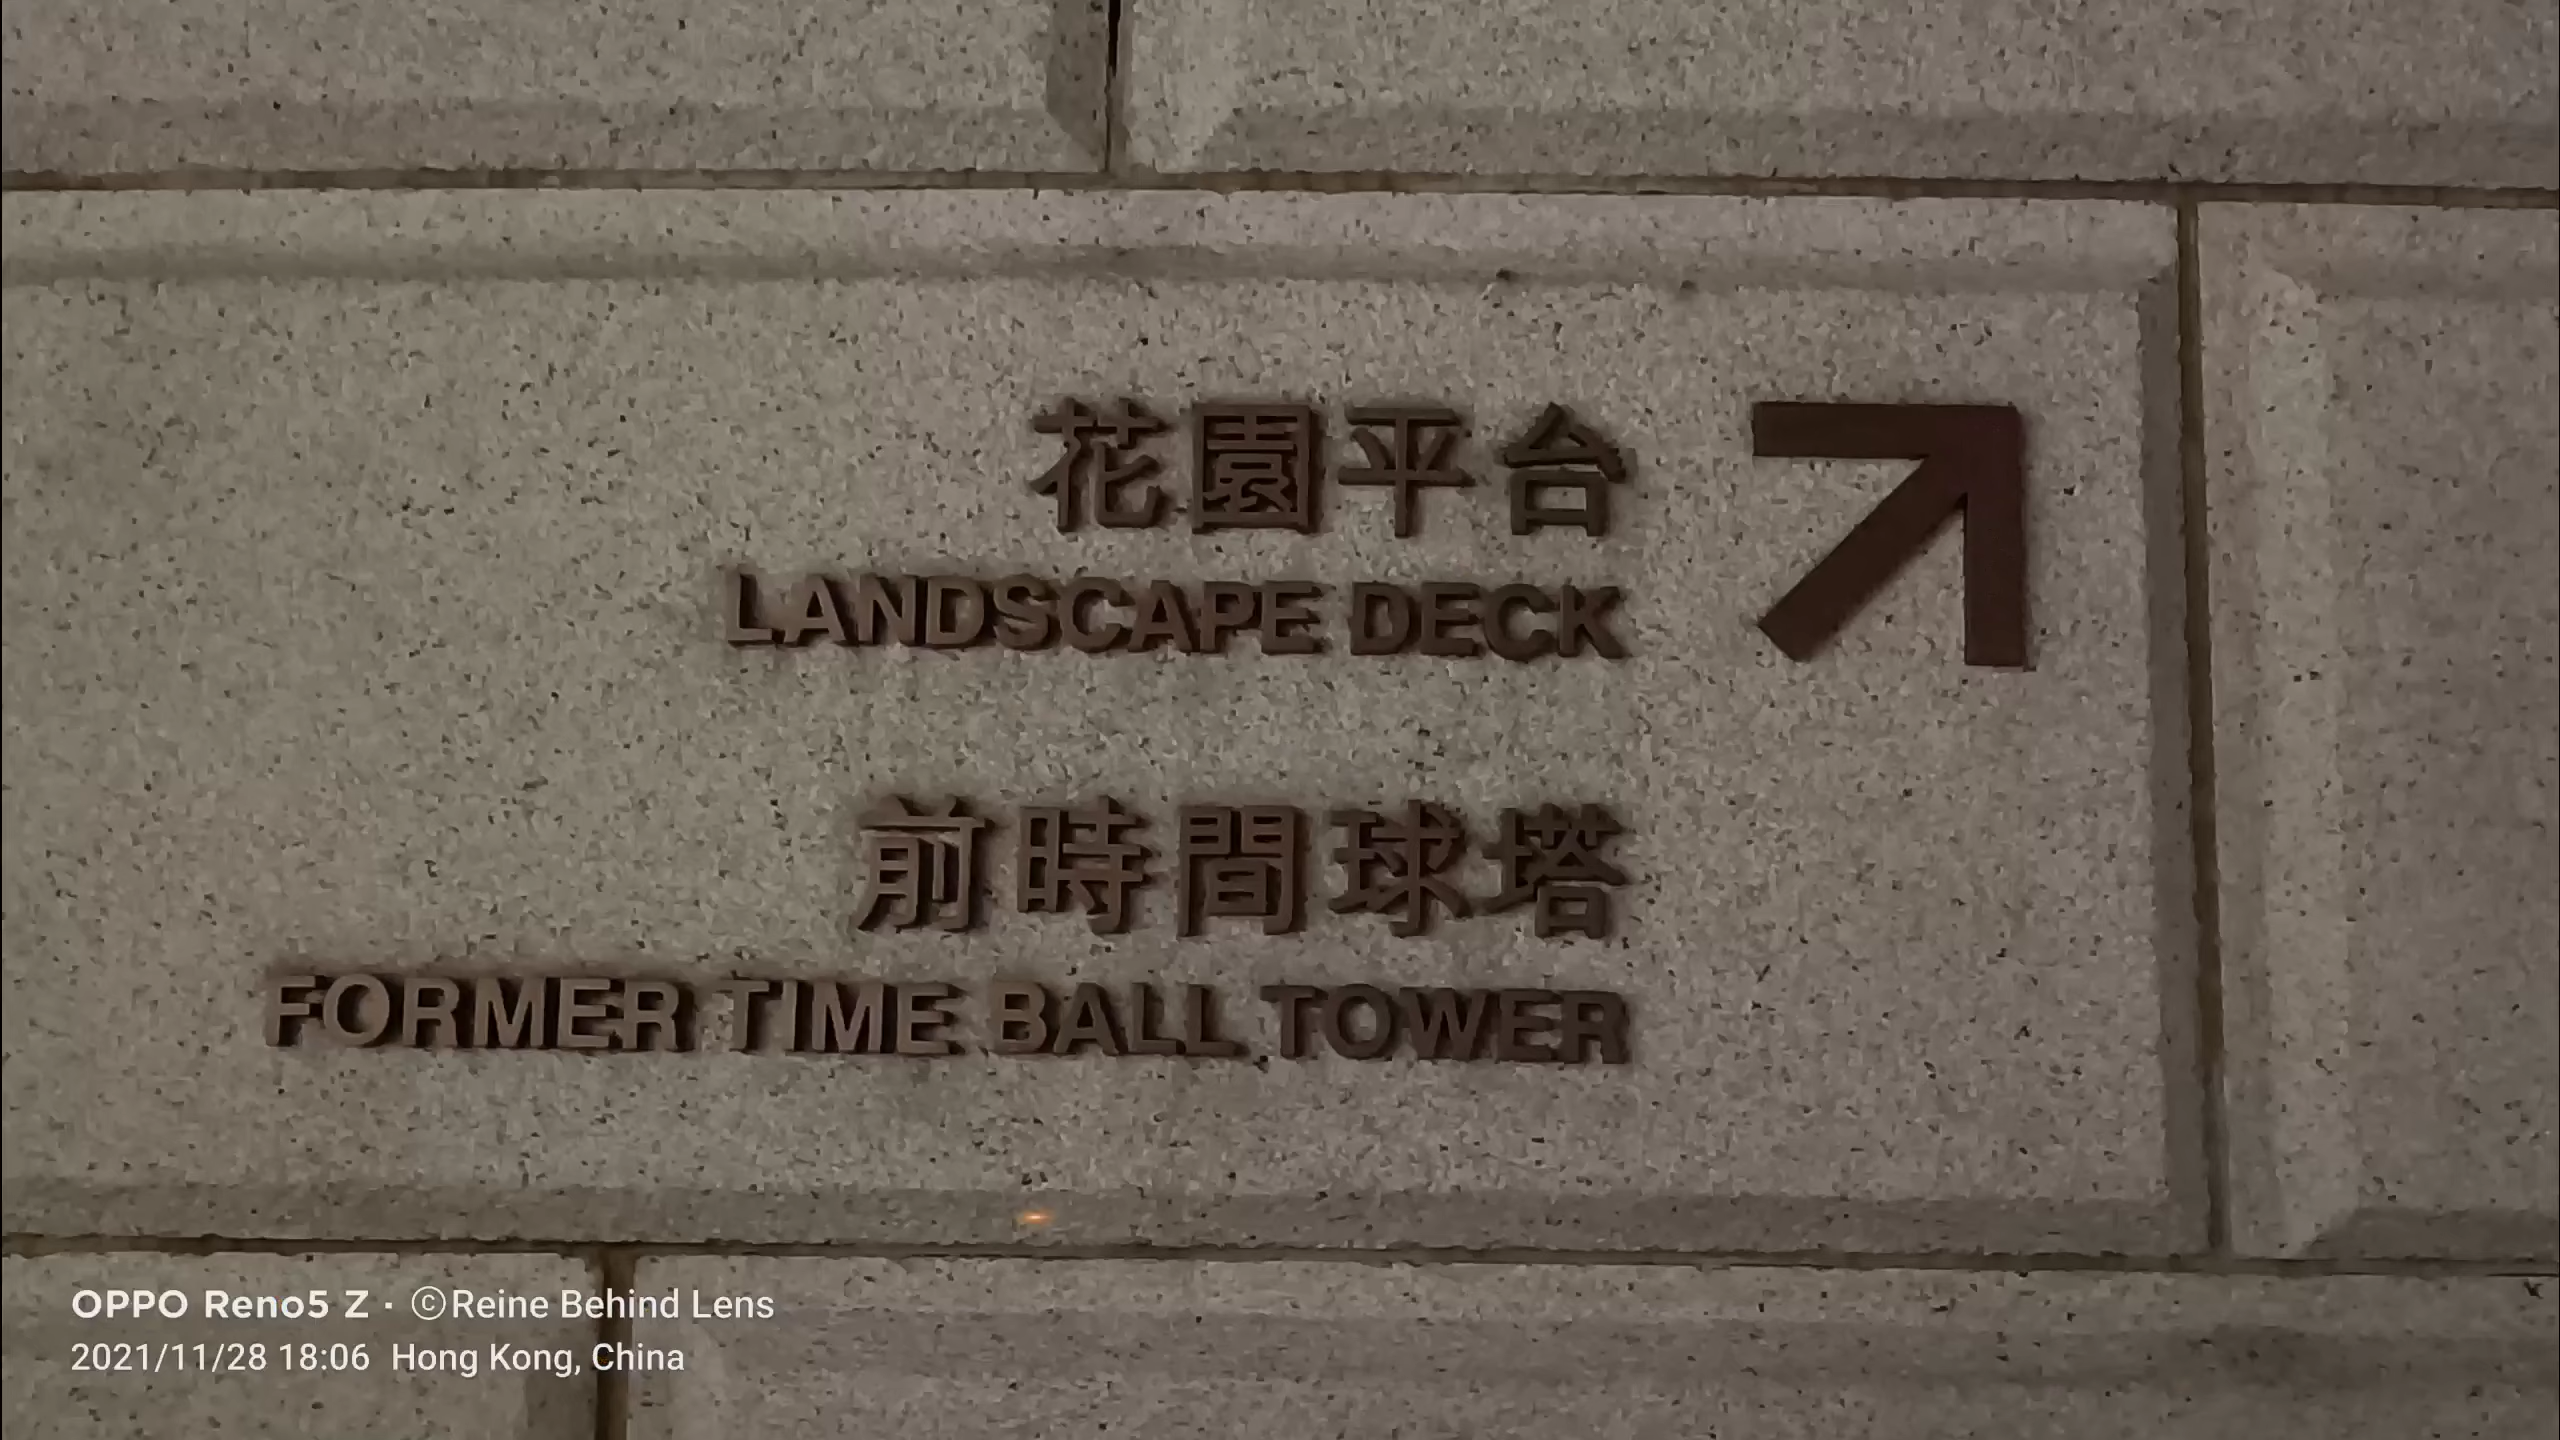 花園平台
LANDSCAPE DECK
前時間球塔
FORMER TIME BALL TOWER
OPPO Reno5 Z · ©Reine Behind Lens
2021/11/28 18:06 Hong Kong, China